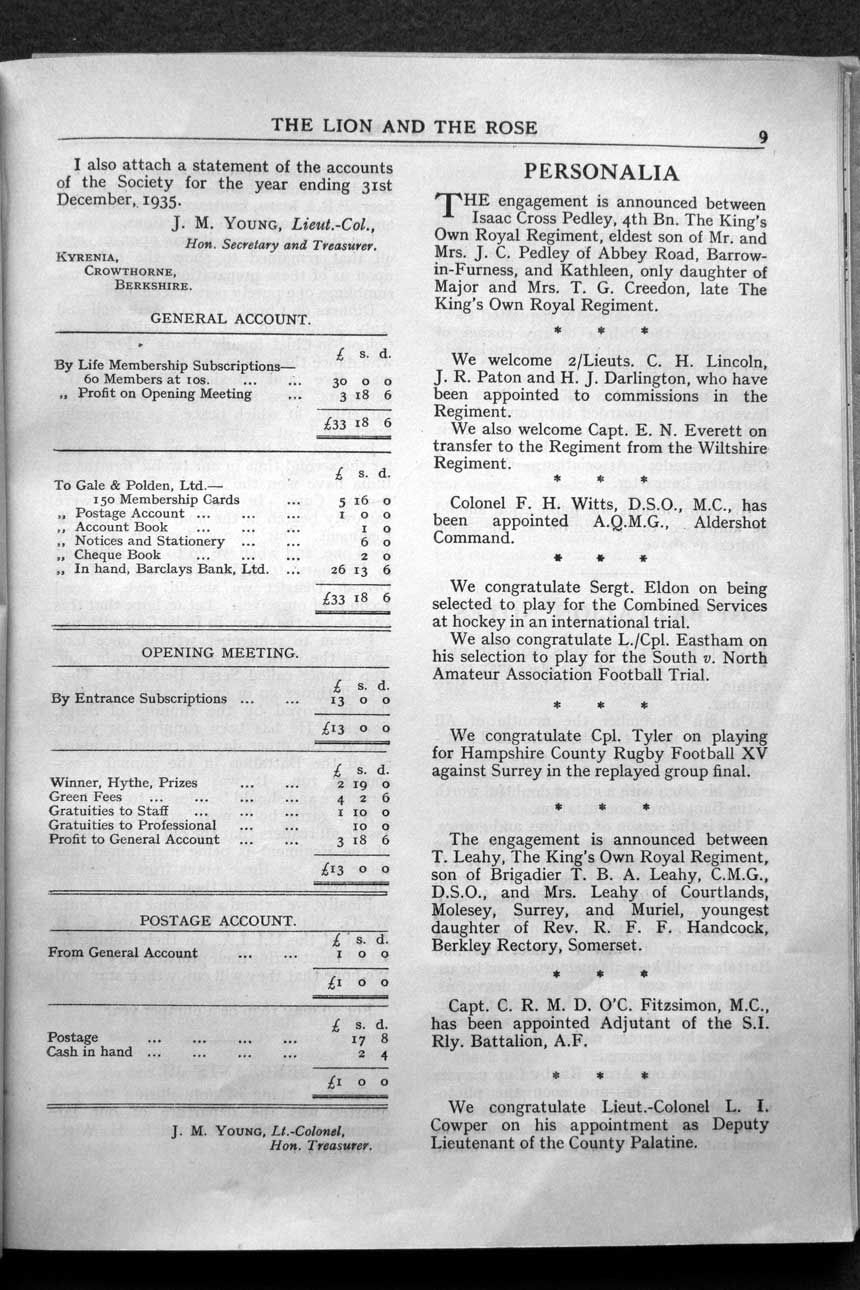 THE LION AND THE ROSE
9
I also attach a statement of the accounts
of the Society for the year ending 31st
December, 1935.
J. M. YOUNG, Lieut.-Col.,
Hon. Secretary and Treasurer.
KYRENIA,
CROWTHORNE,
BERKSHIRE.
GENERAL ACCOUNT.
£ s. d.
By Life Membership Subscriptions—
60 Members at 10s. ... ... 30 0 0
„ Profit on Opening Meeting ... 3 18 6
£33 18 6
£ s. d.
To Gale & Polden, Ltd.—
150 Membership Cards ... 5 16 0
„ Postage Account ... ... ... 1 0 0
„ Account Book ... ... ... 1 0
„ Notices and Stationery ... ... 6 0
„ Cheque Book ... ... ... 2 0
„ In hand, Barclays Bank, Ltd. ... 26 13 6
£33 18 6
OPENING MEETING.
£ s. d.
By Entrance Subscriptions ... ... 13 0 0
£13 0 0
£ s. d.
Winner, Hythe, Prizes ... ... 2 19 0
Green Fees ... ... ... ... 4 2 6
Gratuities to Staff ... ... ... 1 10 0
Gratuities to Professional ... ... 10 0
Profit to General Account ... ... 3 18 6
£13 0 0
POSTAGE ACCOUNT.
£ s. d.
From General Account ... ... 1 0 0
£1 0 0
£ s. d.
Postage ... ... ... ... 17 8
Cash in hand ... ... ... ... 2 4
£1 0 0
J. M. YOUNG, Lt.-Colonel,
Hon. Treasurer.
PERSONALIA
THE engagement is announced between
Isaac Cross Pedley, 4th Bn. The King's
Own Royal Regiment, eldest son of Mr. and
Mrs. J. C. Pedley of Abbey Road, Barrow-
in-Furness, and Kathleen, only daughter of
Major and Mrs. T. G. Creedon, late The
King's Own Royal Regiment.
* * *
We welcome 2/Lieuts. C. H. Lincoln,
J. R. Paton and H. J. Darlington, who have
been appointed to commissions in the
Regiment.
We also welcome Capt. E. N. Everett on
transfer to the Regiment from the Wiltshire
Regiment.
* * *
Colonel F. H. Witts, D.S.O., M.C., has
been appointed A.Q.M.G., Aldershot
Command.
* * *
We congratulate Sergt. Eldon on being
selected to play for the Combined Services
at hockey in an international trial.
We also congratulate L./Cpl. Eastham on
his selection to play for the South v. North
Amateur Association Football Trial.
* * *
We congratulate Cpl. Tyler on playing
for Hampshire County Rugby Football XV
against Surrey in the replayed group final.
* * *
The engagement is announced between
T. Leahy, The King's Own Royal Regiment,
son of Brigadier T. B. A. Leahy, C.M.G.,
D.S.O., and Mrs. Leahy of Courtlands,
Molesey, Surrey, and Muriel, youngest
daughter of Rev. R. F. F. Handcock,
Berkley Rectory, Somerset.
* * *
Capt. C. R. M. D. O'C. Fitzsimon, M.C.,
has been appointed Adjutant of the S.I.
Rly. Battalion, A.F.
* * *
We congratulate Lieut.-Colonel L. I.
Cowper on his appointment as Deputy
Lieutenant of the County Palatine.